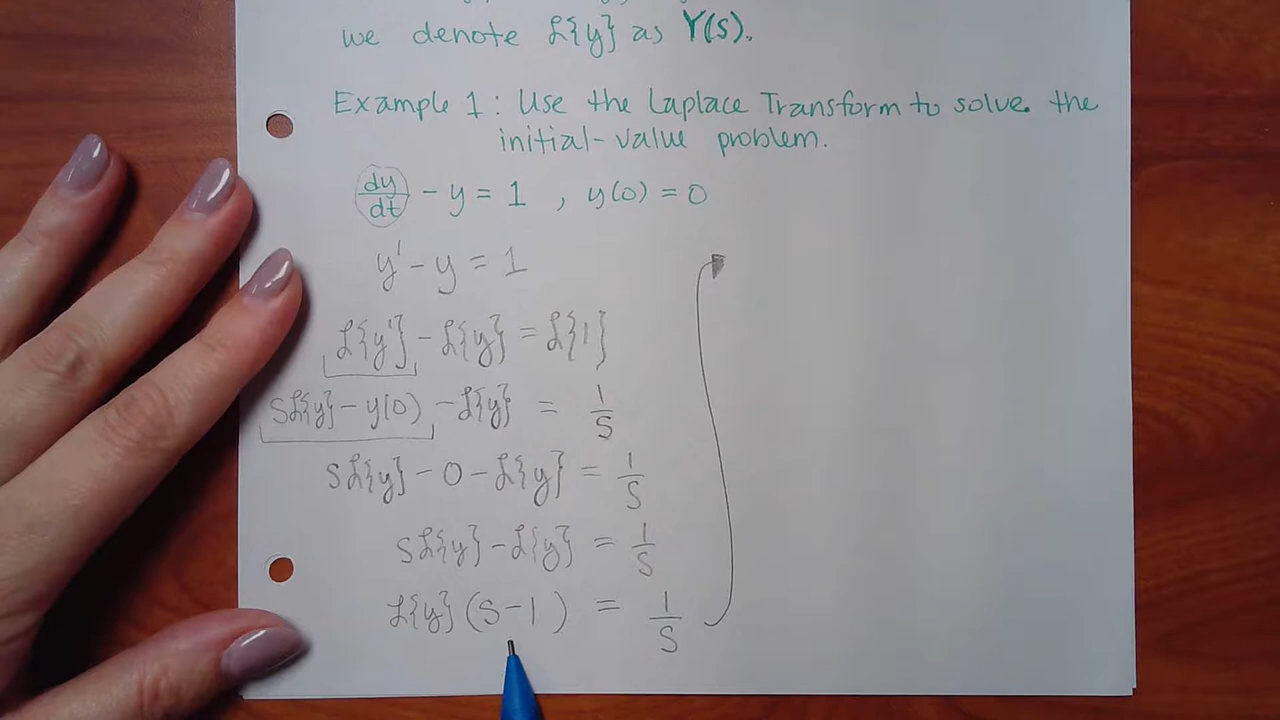 we denote ℒ{y} as Y(s).
Example 1: Use the Laplace Transform to solve the
initial-value problem.
dy/dt - y = 1 , y(0) = 0
y' - y = 1
ℒ{y'} - ℒ{y} = ℒ{1}
sℒ{y} - y(0) - ℒ{y} = 1/s
sℒ{y} - 0 - ℒ{y} = 1/s
sℒ{y} - ℒ{y} = 1/s
ℒ{y}(s-1) = 1/s